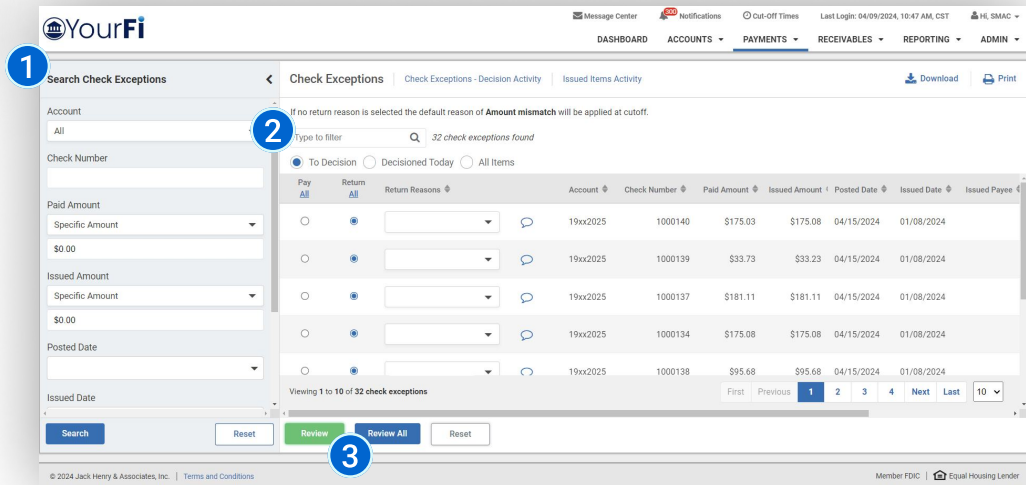 YourFi
Message Center 300 Notifications Cut-Off Times Last Login: 04/09/2024, 10:47 AM, CST Hi, SMAC
DASHBOARD ACCOUNTS PAYMENTS RECEIVABLES REPORTING ADMIN
1
Search Check Exceptions
Account
All
Check Number
Paid Amount
Specific Amount
$0.00
Issued Amount
Specific Amount
$0.00
Posted Date
Issued Date
Search Reset
Check Exceptions Check Exceptions - Decision Activity Issued Items Activity Download Print
If no return reason is selected the default reason of Amount mismatch will be applied at cutoff.
2
Type to filter 32 check exceptions found
To Decision Decisioned Today All Items
Pay All Return All Return Reasons Account Check Number Paid Amount Issued Amount Posted Date Issued Date Issued Payee
19xx2025 1000140 $175.03 $175.08 04/15/2024 01/08/2024
19xx2025 1000139 $33.73 $33.23 04/15/2024 01/08/2024
19xx2025 1000137 $181.11 $181.11 04/15/2024 01/08/2024
19xx2025 1000134 $175.08 $175.08 04/15/2024 01/08/2024
19xx2025 1000138 $95.68 $95.68 04/15/2024 01/08/2024
Viewing 1 to 10 of 32 check exceptions First Previous 1 2 3 4 Next Last 10
Review Review All Reset
3
© 2024 Jack Henry & Associates, Inc. | Terms and Conditions Member FDIC | Equal Housing Lender